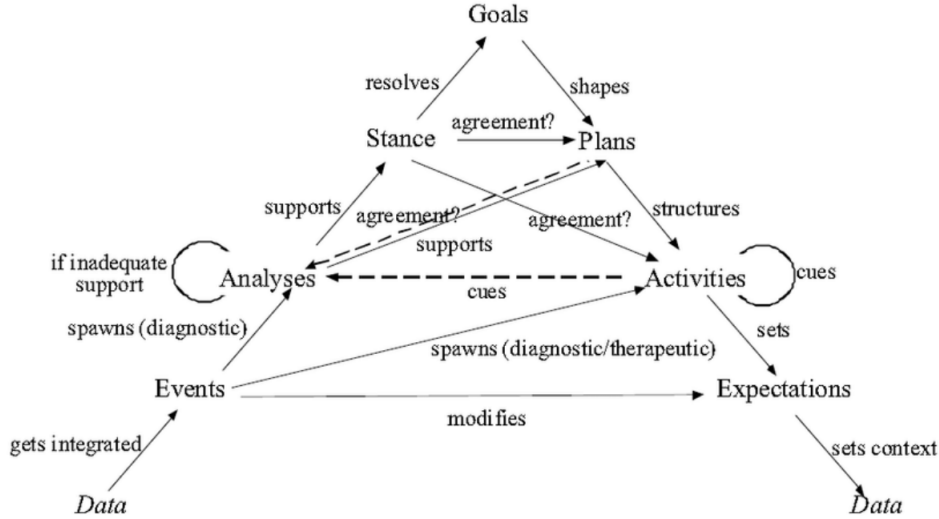 Goals
resolves
shapes
Stance
agreement?
Plans
supports
agreement?
supports
agreement?
structures
if inadequate
support
Analyses
cues
Activities
cues
spawns (diagnostic)
spawns (diagnostic/therapeutic)
sets
Events
modifies
Expectations
gets integrated
sets context
Data
Data